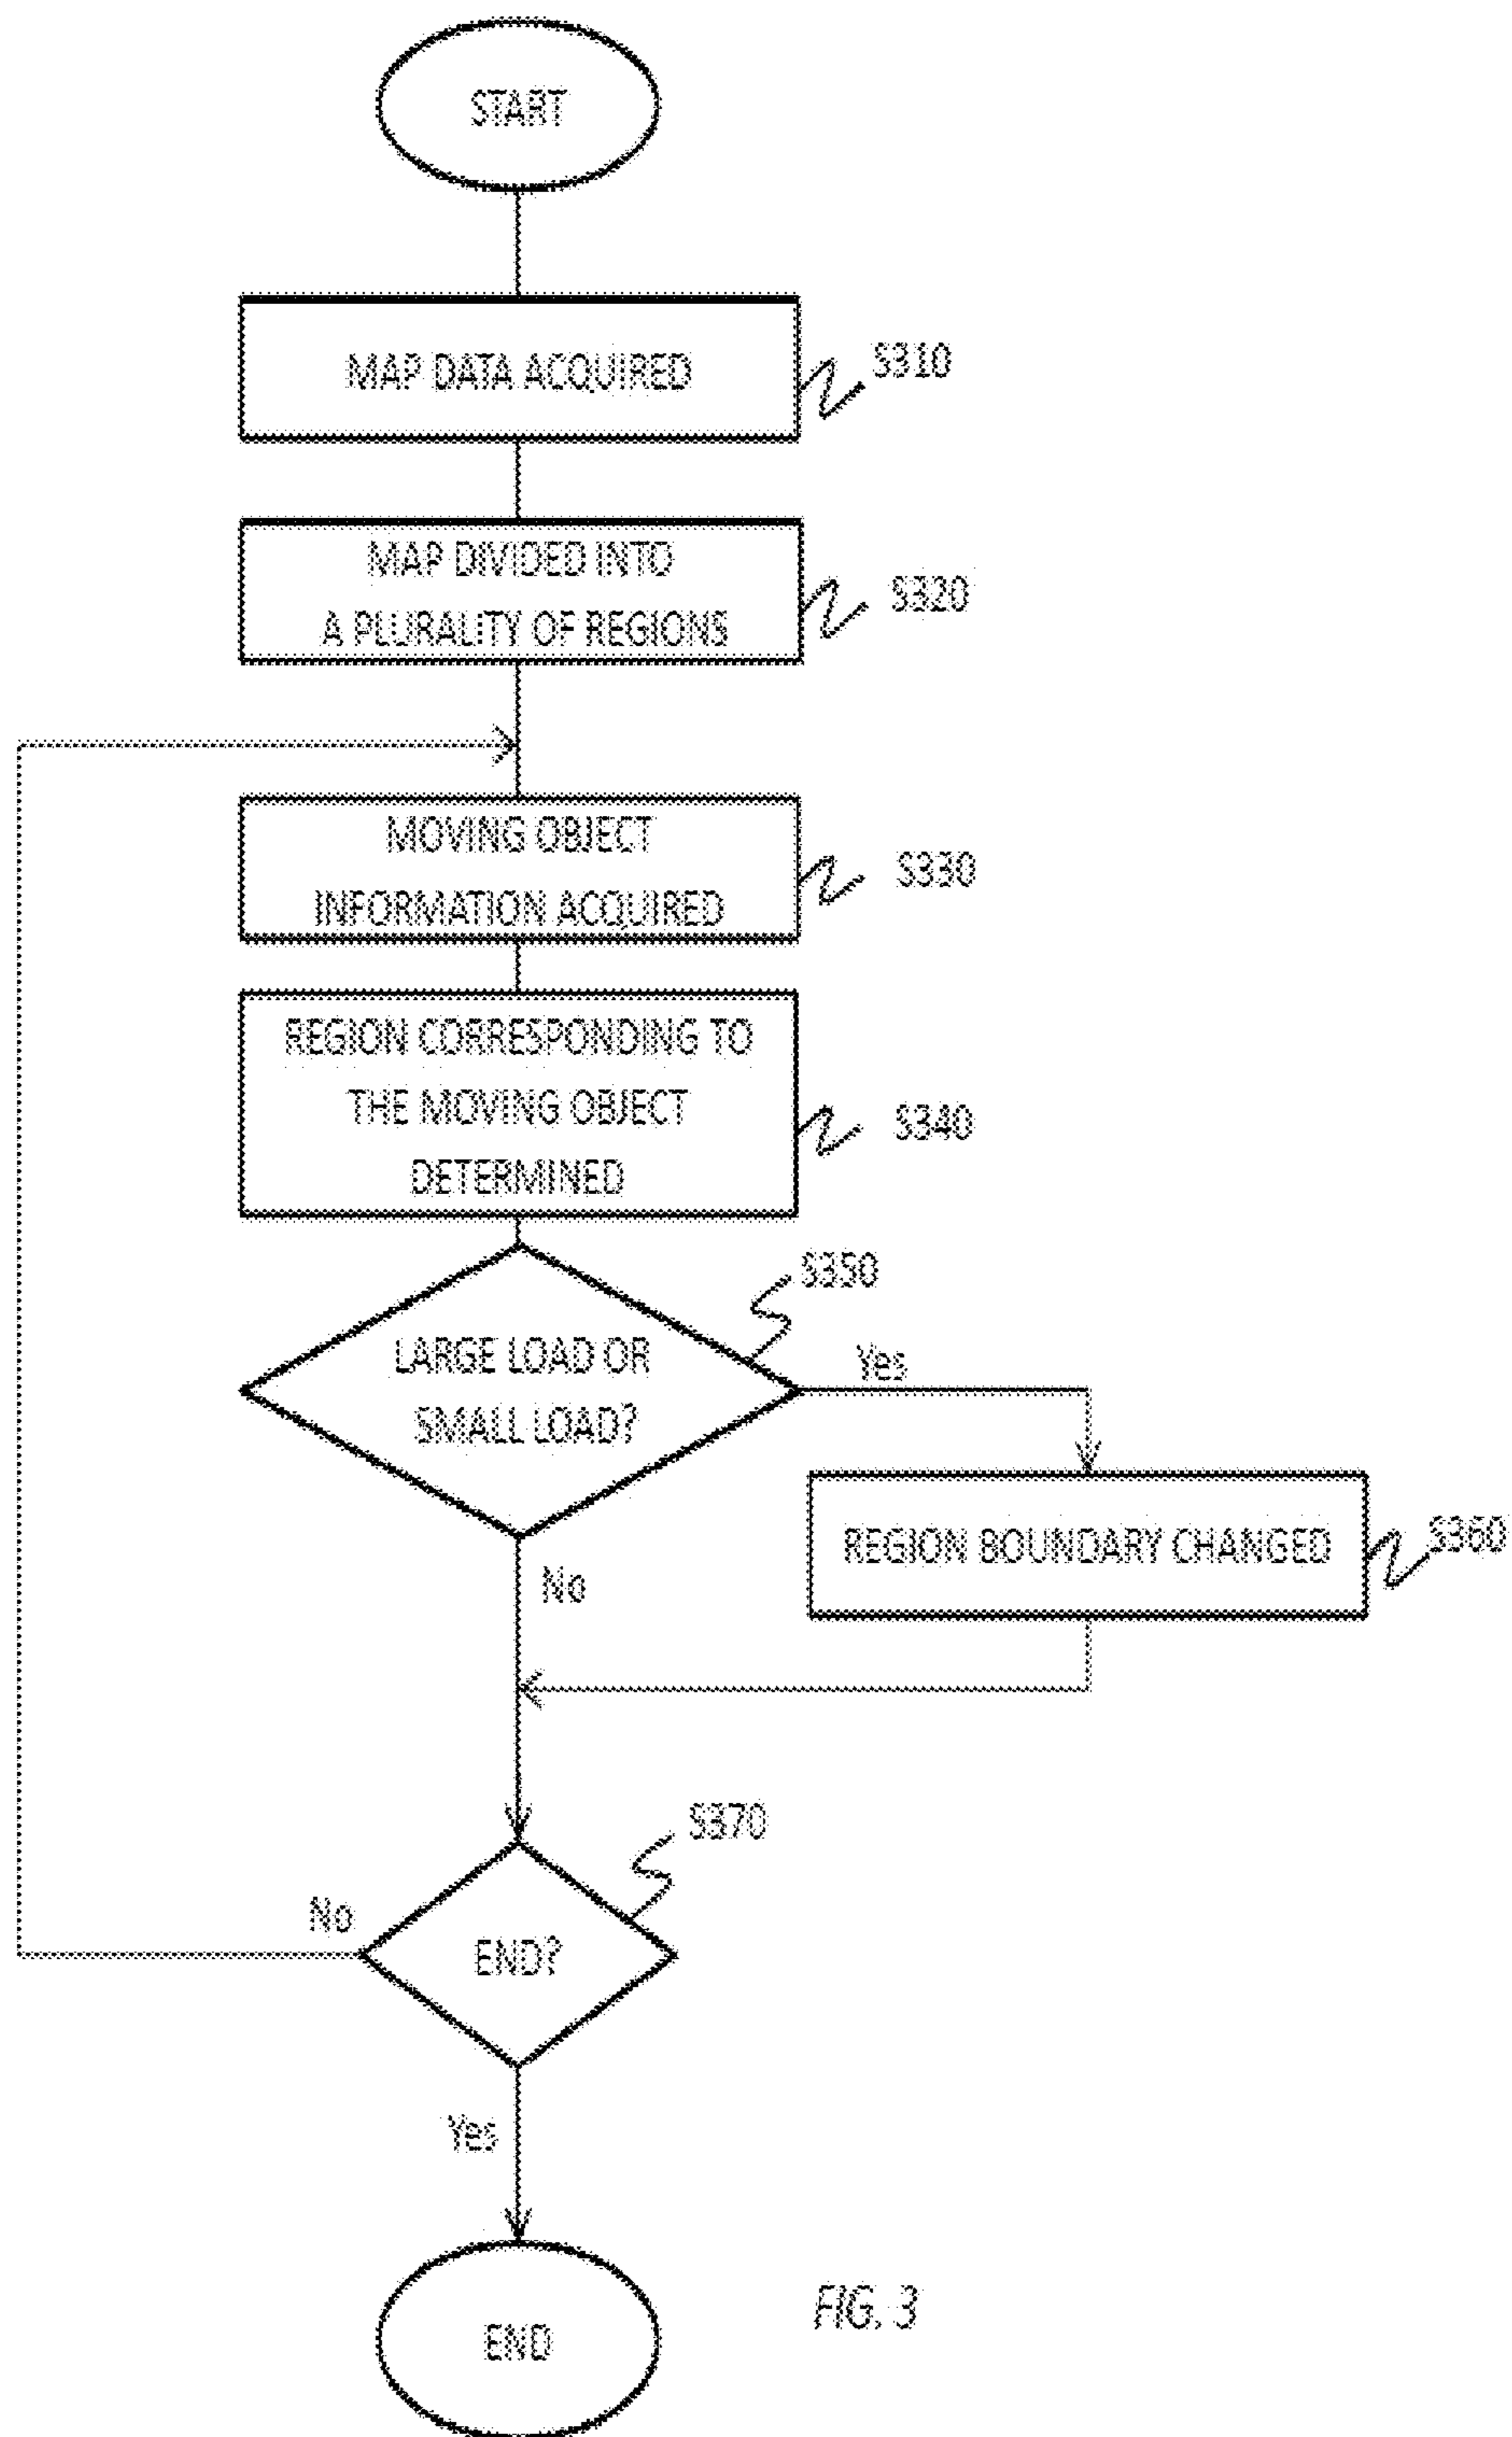 START
MAP DATA ACQUIRED
S310
MAP DIVIDED INTO
A PLURALITY OF REGIONS
S320
MOVING OBJECT
INFORMATION ACQUIRED
S330
REGION CORRESPONDING TO
THE MOVING OBJECT
DETERMINED
S340
S350
LARGE LOAD OR
SMALL LOAD?
Yes
REGION BOUNDARY CHANGED
S360
No
S370
No
END?
Yes
END
FIG. 3